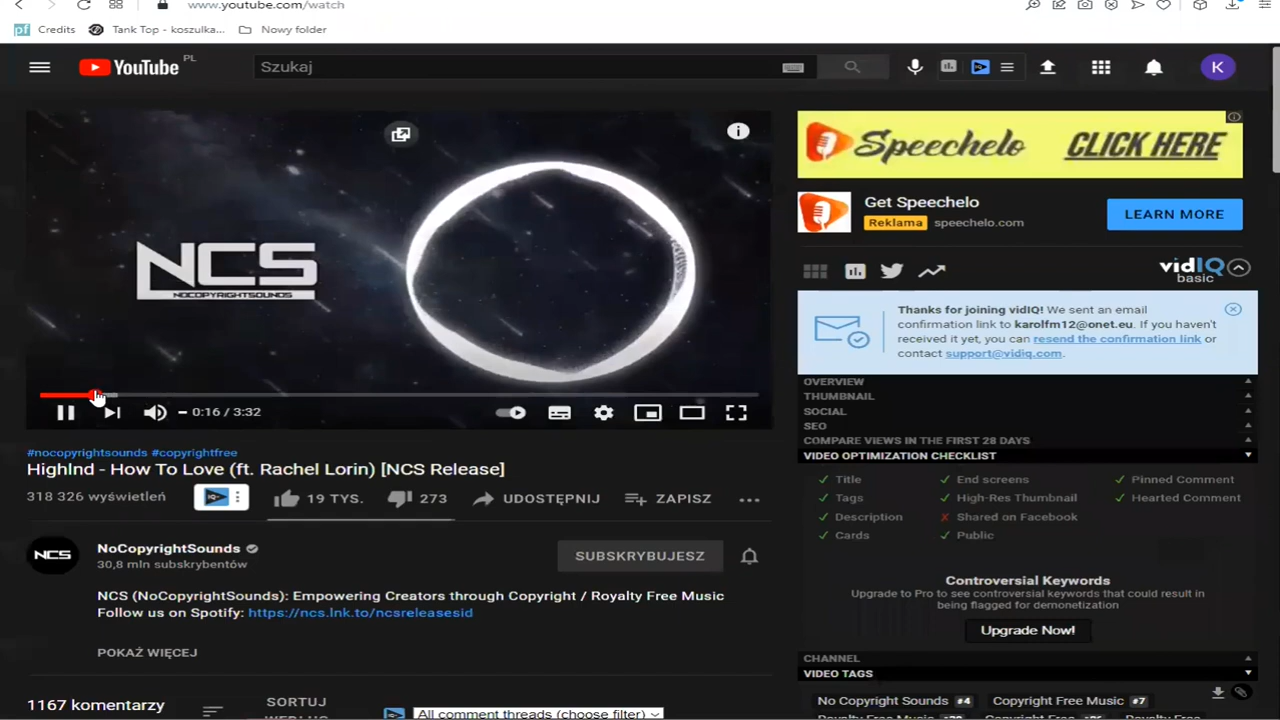 www.youtube.com/watch
Credits
Tank Top - koszulka...
Nowy folder
YouTube PL
Szukaj
K
NCS
NOCOPYRIGHTSOUNDS
0:16 / 3:32
#nocopyrightsounds #copyrightfree
HighInd - How To Love (ft. Rachel Lorin) [NCS Release]
318 326 wyświetleń
19 TYS.
273
UDOSTĘPNIJ
ZAPISZ
NCS
NoCopyrightSounds
30,8 mln subskrybentów
SUBSKRYBUJESZ
NCS (NoCopyrightSounds): Empowering Creators through Copyright / Royalty Free Music
Follow us on Spotify: https://ncs.lnk.to/ncsreleasesid
POKAŻ WIĘCEJ
1167 komentarzy
SORTUJ
All comment threads (choose filter)
Speechelo CLICK HERE
Get Speechelo
Reklama speechelo.com
LEARN MORE
vidIQ
basic
Thanks for joining vidIQ! We sent an email
confirmation link to karolfm12@onet.eu. If you haven't
received it yet, you can resend the confirmation link or
contact support@vidiq.com.
OVERVIEW
THUMBNAIL
SOCIAL
SEO
COMPARE VIEWS IN THE FIRST 28 DAYS
VIDEO OPTIMIZATION CHECKLIST
Title
End screens
Pinned Comment
Tags
High-Res Thumbnail
Hearted Comment
Description
Shared on Facebook
Cards
Public
Controversial Keywords
Upgrade to Pro to see controversial keywords that could result in
being flagged for demonetization
Upgrade Now!
CHANNEL
VIDEO TAGS
No Copyright Sounds #4
Copyright Free Music #7